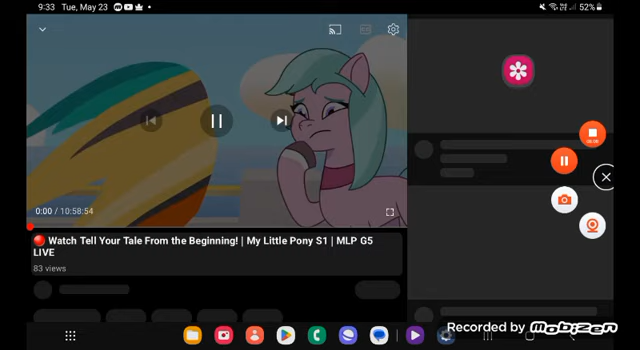 9:33 Tue, May 23
52%
0:00 / 10:58:54
🔴 Watch Tell Your Tale From the Beginning! | My Little Pony S1 | MLP G5
LIVE
83 views
Recorded by Mobizen